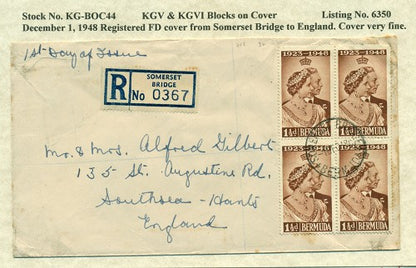 Stock No. KG-BOC44 KGV & KGVI Blocks on Cover Listing No. 6350
December 1, 1948 Registered FD cover from Somerset Bridge to England. Cover very fine.
1st Day of Issue
R
SOMERSET
BRIDGE
No 0367
Mr. & Mrs. Alfred Gilbert
135 St. Augustine Rd,
Southsea - Hants
England
1923-1948 1923-1948
1½d BERMUDA 1½d BERMUDA
1923-1948 1923-1948
1½d BERMUDA 1½d BERMUDA